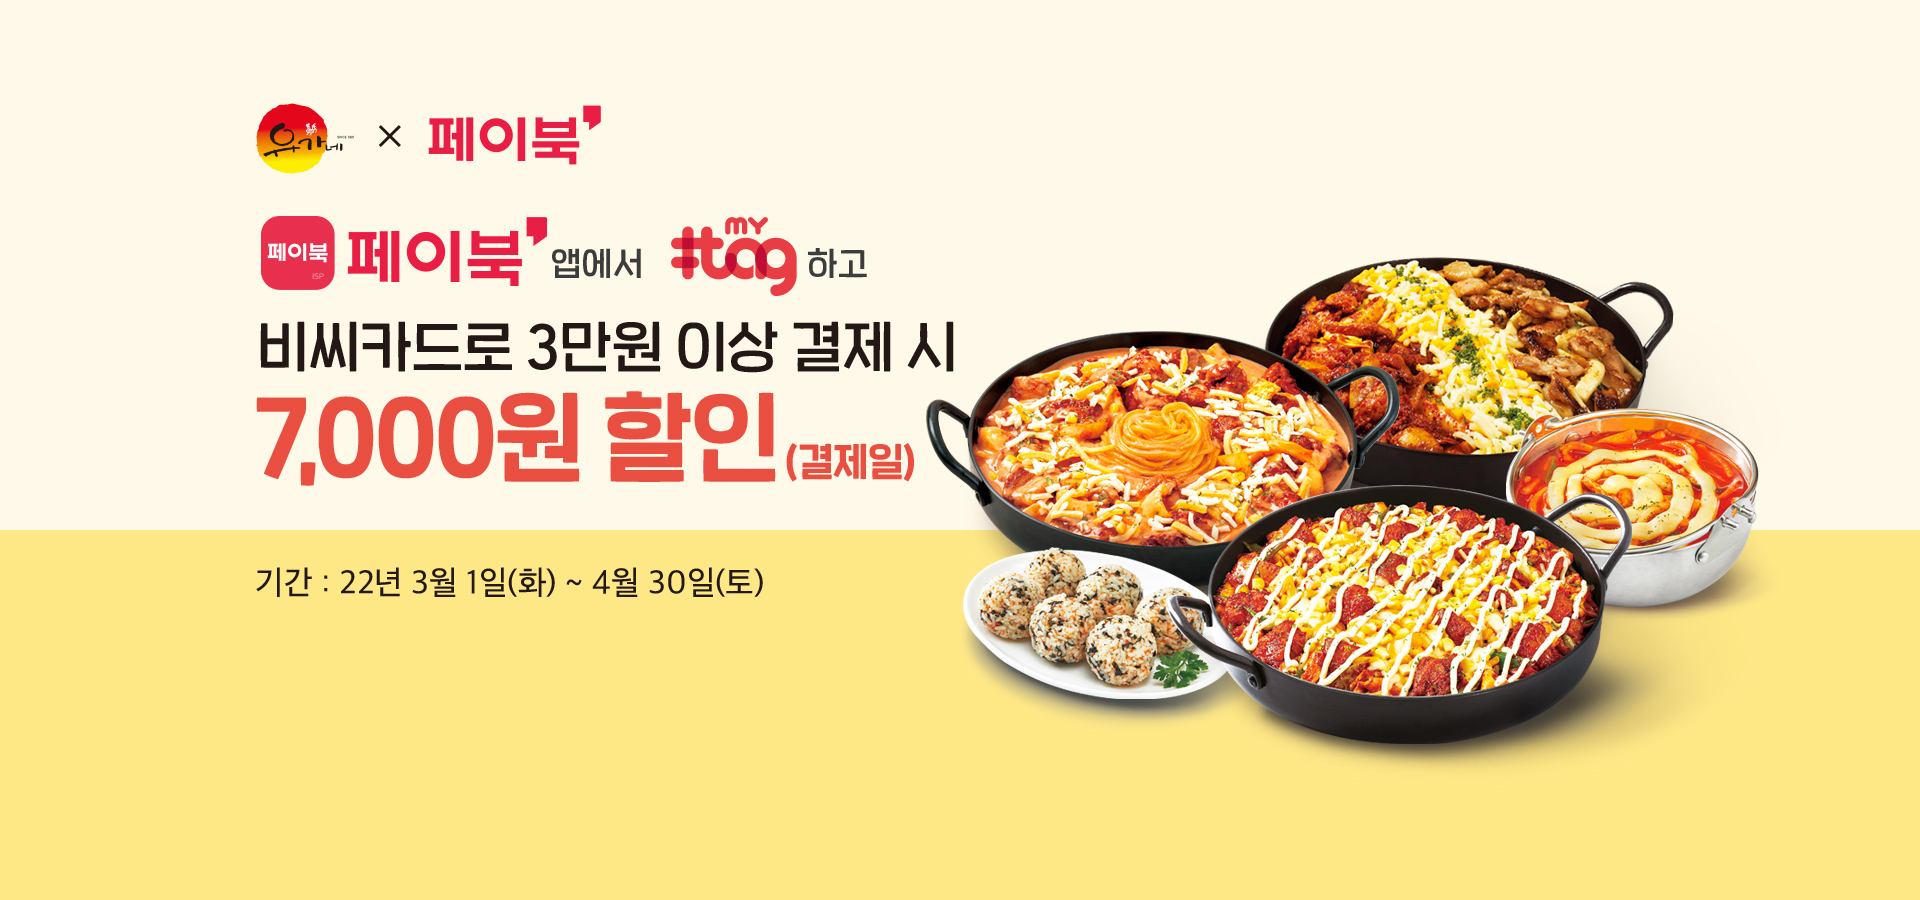 유가네 SINCE 1981 × 페이북
페이북 ISP 페이북 앱에서 MY #tag 하고
비씨카드로 3만원 이상 결제 시
7,000원 할인 (결제일)
기간 : 22년 3월 1일(화) ~ 4월 30일(토)